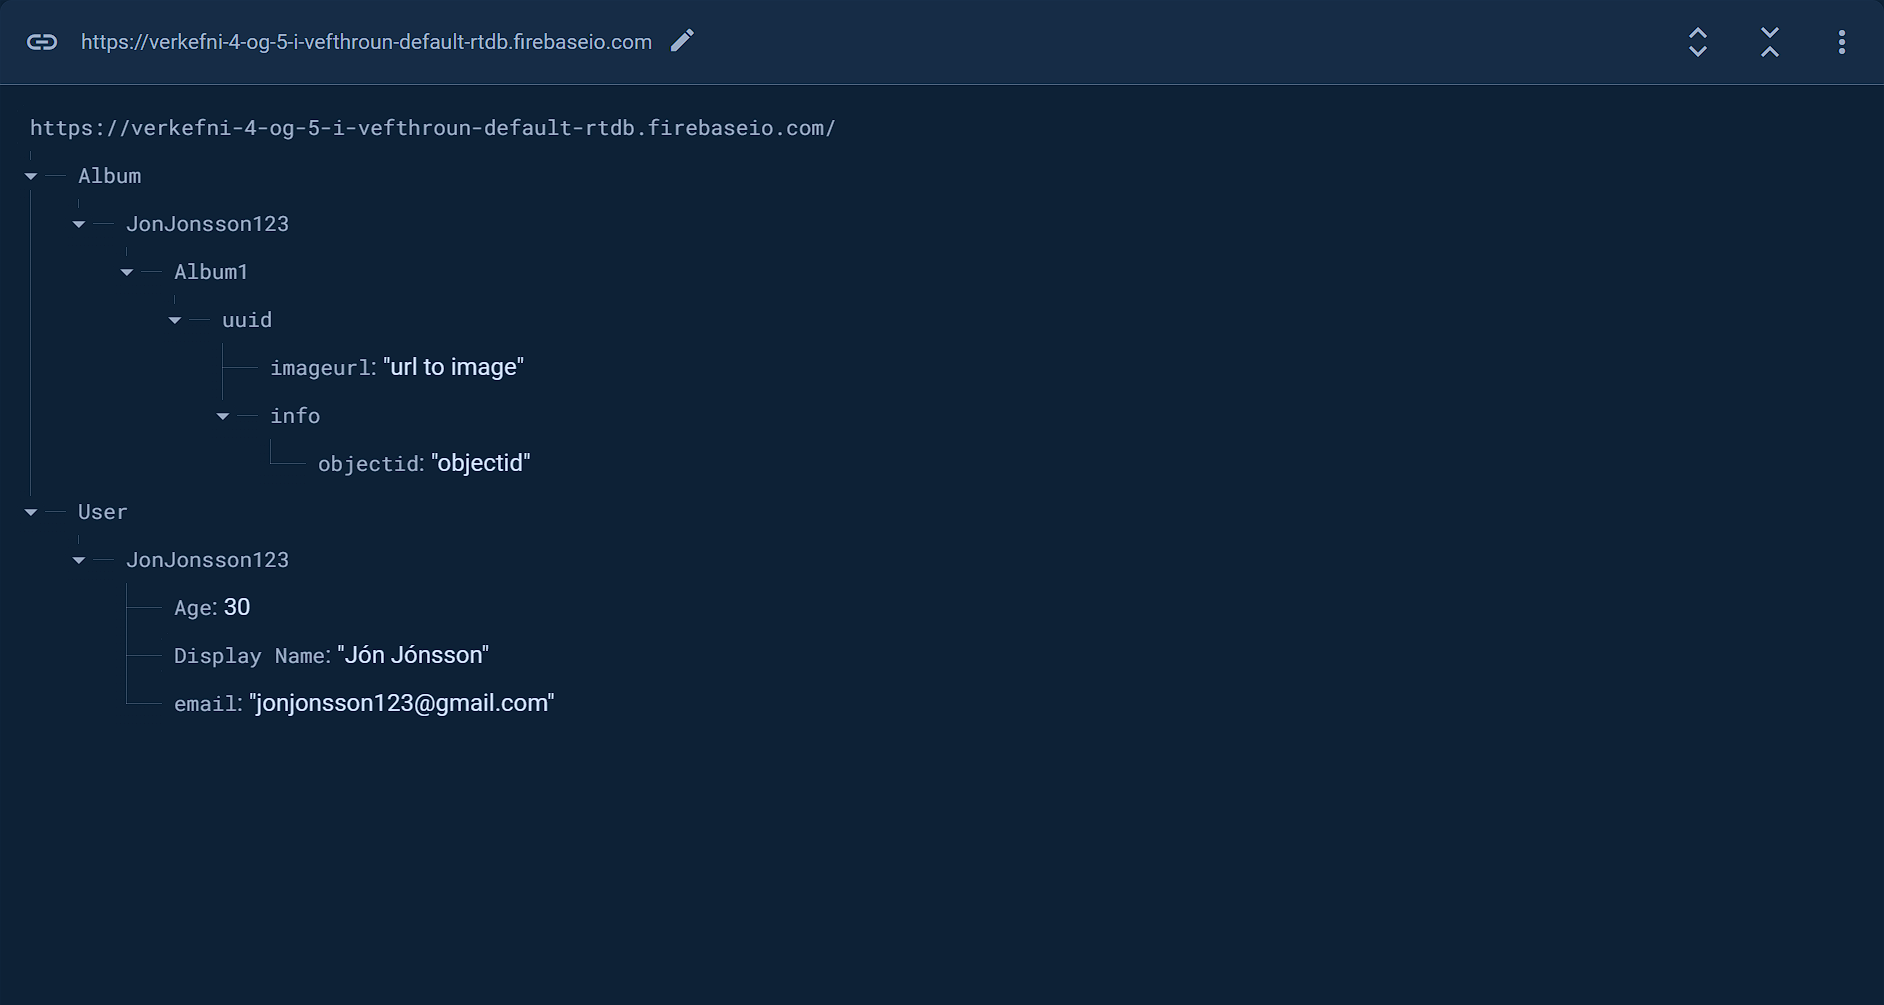 https://verkefni-4-og-5-i-vefthroun-default-rtdb.firebaseio.com
https://verkefni-4-og-5-i-vefthroun-default-rtdb.firebaseio.com/
Album
JonJonsson123
Album1
uuid
imageurl: "url to image"
info
objectid: "objectid"
User
JonJonsson123
Age: 30
Display Name: "Jón Jónsson"
email: "jonjonsson123@gmail.com"